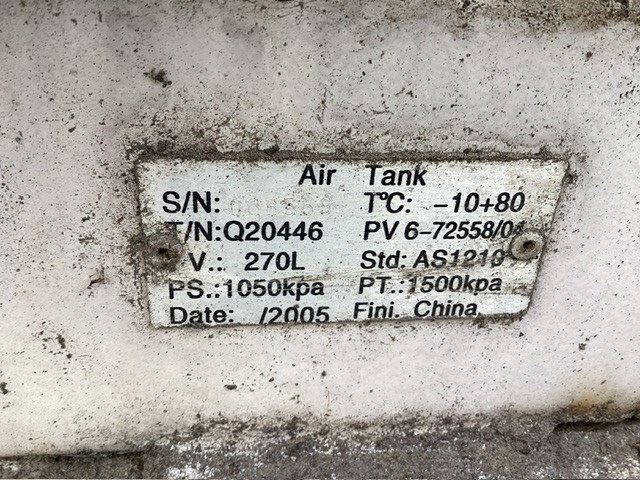 Air Tank
S/N: T°C: -10+80
T/N:Q20446 PV 6-72558/01
V.: 270L Std: AS1210
PS.:1050kpa PT.:1500kpa
Date: /2005 Fini. China